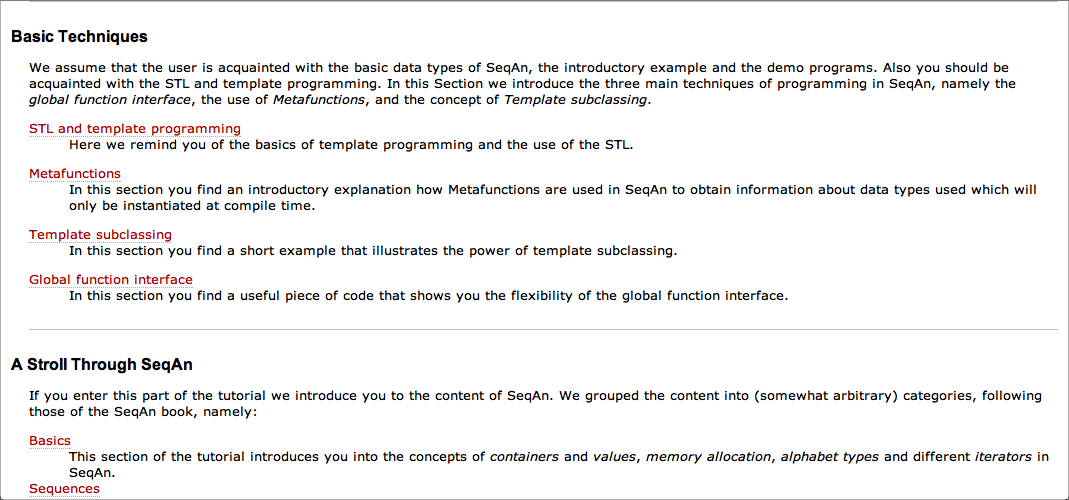 Basic Techniques
We assume that the user is acquainted with the basic data types of SeqAn, the introductory example and the demo programs. Also you should be
acquainted with the STL and template programming. In this Section we introduce the three main techniques of programming in SeqAn, namely the
global function interface, the use of Metafunctions, and the concept of Template subclassing.
STL and template programming
Here we remind you of the basics of template programming and the use of the STL.
Metafunctions
In this section you find an introductory explanation how Metafunctions are used in SeqAn to obtain information about data types used which will
only be instantiated at compile time.
Template subclassing
In this section you find a short example that illustrates the power of template subclassing.
Global function interface
In this section you find a useful piece of code that shows you the flexibility of the global function interface.
A Stroll Through SeqAn
If you enter this part of the tutorial we introduce you to the content of SeqAn. We grouped the content into (somewhat arbitrary) categories, following
those of the SeqAn book, namely:
Basics
This section of the tutorial introduces you into the concepts of containers and values, memory allocation, alphabet types and different iterators in
SeqAn.
Sequences